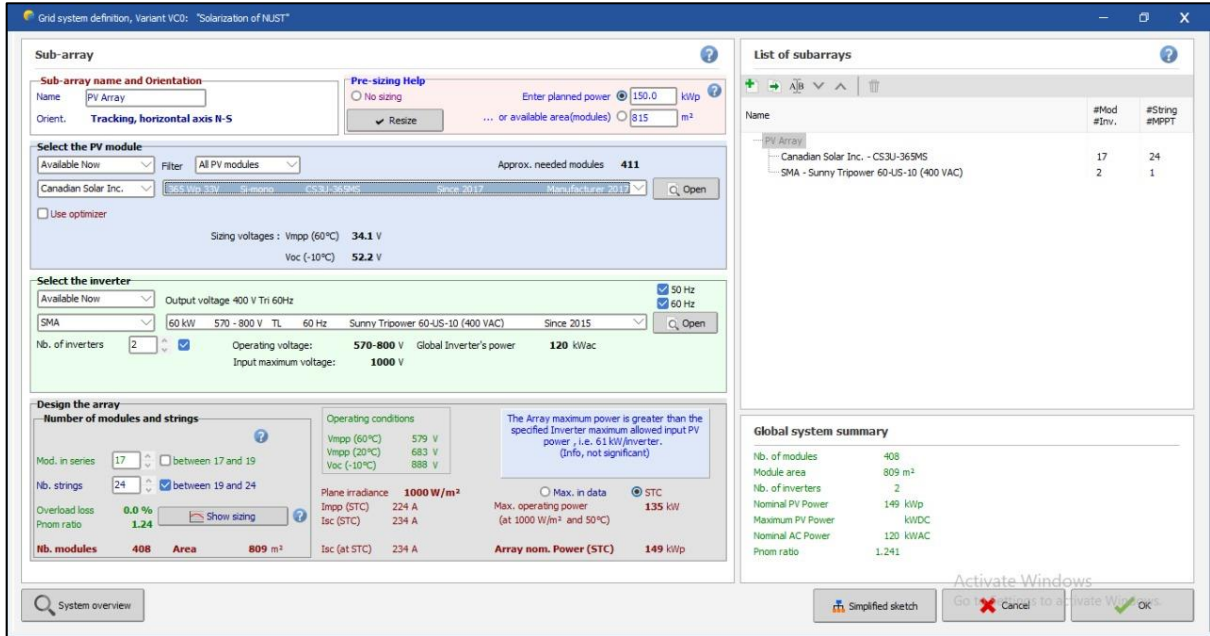 Grid system definition, Variant VC0: "Solarization of NUST"
Sub-array
Sub-array name and Orientation
Name PV Array
Orient. Tracking, horizontal axis N-S
Pre-sizing Help
No sizing Enter planned power 150.0 kWp
Resize ... or available area(modules) 815 m²
Select the PV module
Available Now Filter All PV modules Approx. needed modules 411
Canadian Solar Inc. 365 Wp 33V Si-mono CS3U-365MS Since 2017 Manufacturer 2017 Open
Use optimizer
Sizing voltages : Vmpp (60°C) 34.1 V
Voc (-10°C) 52.2 V
Select the inverter
Available Now Output voltage 400 V Tri 60Hz 50 Hz
60 Hz
SMA 60 kW 570 - 800 V TL 60 Hz Sunny Tripower 60-US-10 (400 VAC) Since 2015 Open
Nb. of inverters 2 Operating voltage: 570-800 V Global Inverter's power 120 kWac
Input maximum voltage: 1000 V
Design the array
Number of modules and strings
Mod. in series 17 between 17 and 19
Nb. strings 24 between 19 and 24
Overload loss 0.0 %
Pnom ratio 1.24 Show sizing
Nb. modules 408 Area 809 m²
Operating conditions
Vmpp (60°C) 579 V
Vmpp (20°C) 683 V
Voc (-10°C) 888 V
Plane irradiance 1000 W/m²
Impp (STC) 224 A
Isc (STC) 234 A
Isc (at STC) 234 A
The Array maximum power is greater than the
specified Inverter maximum allowed input PV
power , i.e. 61 kW/inverter.
(Info, not significant)
Max. in data STC
Max. operating power 135 kW
(at 1000 W/m² and 50°C)
Array nom. Power (STC) 149 kWp
System overview
List of subarrays
Name #Mod #String
#Inv. #MPPT
PV Array
Canadian Solar Inc. - CS3U-365MS 17 24
SMA - Sunny Tripower 60-US-10 (400 VAC) 2 1
Global system summary
Nb. of modules 408
Module area 809 m²
Nb. of inverters 2
Nominal PV Power 149 kWp
Maximum PV Power kWDC
Nominal AC Power 120 kWAC
Pnom ratio 1.241
Activate Windows
Go to Settings to activate Windows.
Simplified sketch Cancel OK